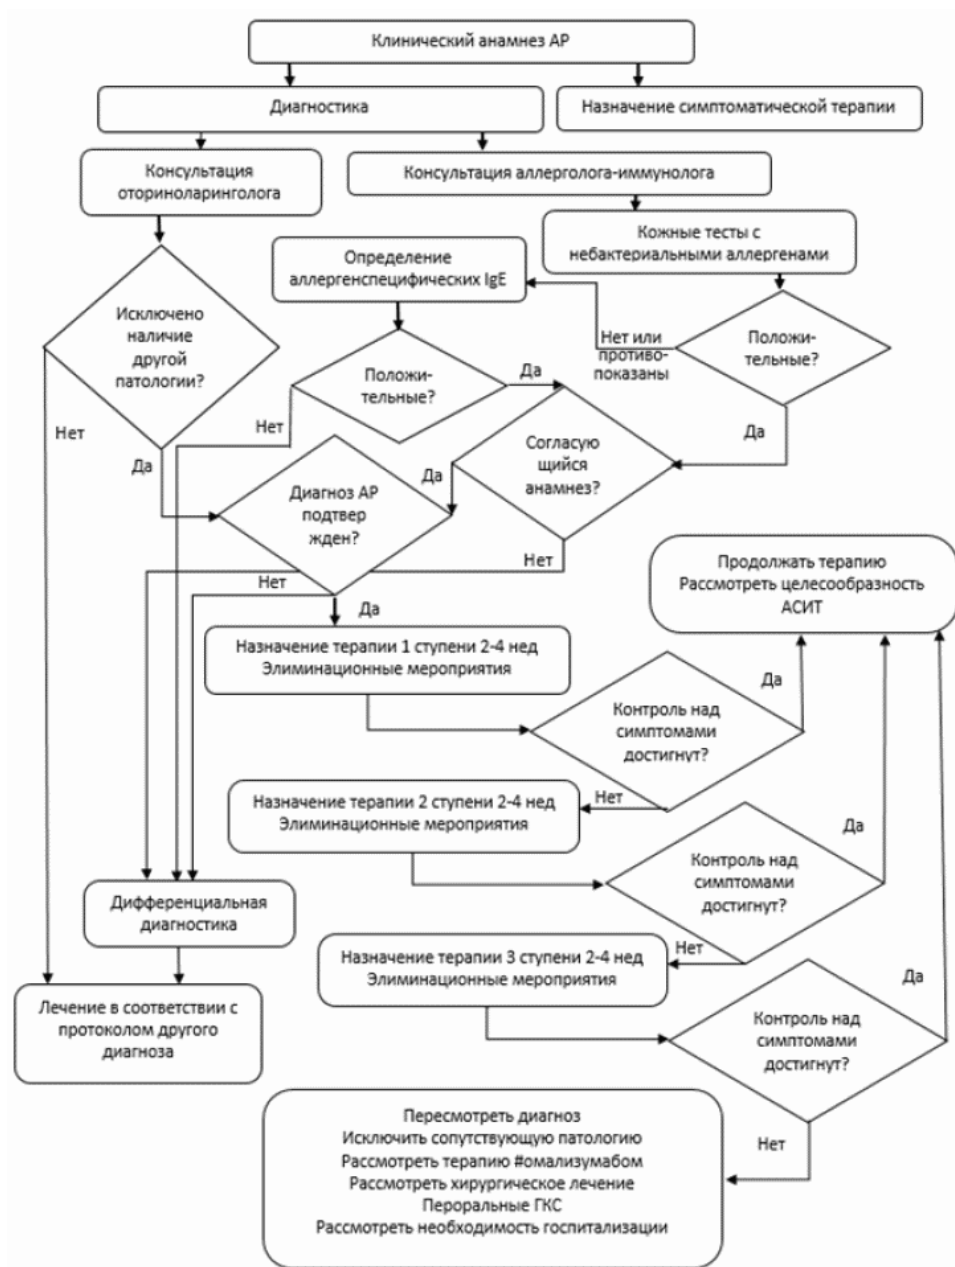 Клинический анамнез АР
Диагностика
Назначение симптоматической терапии
Консультация
оториноларинголога
Консультация аллерголога-иммунолога
Кожные тесты с
небактериальными аллергенами
Определение
аллергенспецифических IgE
Исключено
наличие
другой
патологии?
Положи-
тельные?
Нет или
противо-
показаны
Положи-
тельные?
Да
Нет
Нет
Да
Да
Согласую
щийся
анамнез?
Да
Диагноз АР
подтвер
жден?
Нет
Нет
Да
Продолжать терапию
Рассмотреть целесообразность
АСИТ
Назначение терапии 1 ступени 2-4 нед
Элиминационные мероприятия
Контроль над
симптомами
достигнут?
Да
Нет
Назначение терапии 2 ступени 2-4 нед
Элиминационные мероприятия
Контроль над
симптомами
достигнут?
Да
Нет
Дифференциальная
диагностика
Назначение терапии 3 ступени 2-4 нед
Элиминационные мероприятия
Контроль над
симптомами
достигнут?
Да
Лечение в соответствии с
протоколом другого
диагноза
Нет
Пересмотреть диагноз
Исключить сопутствующую патологию
Рассмотреть терапию #омализумабом
Рассмотреть хирургическое лечение
Пероральные ГКС
Рассмотреть необходимость госпитализации